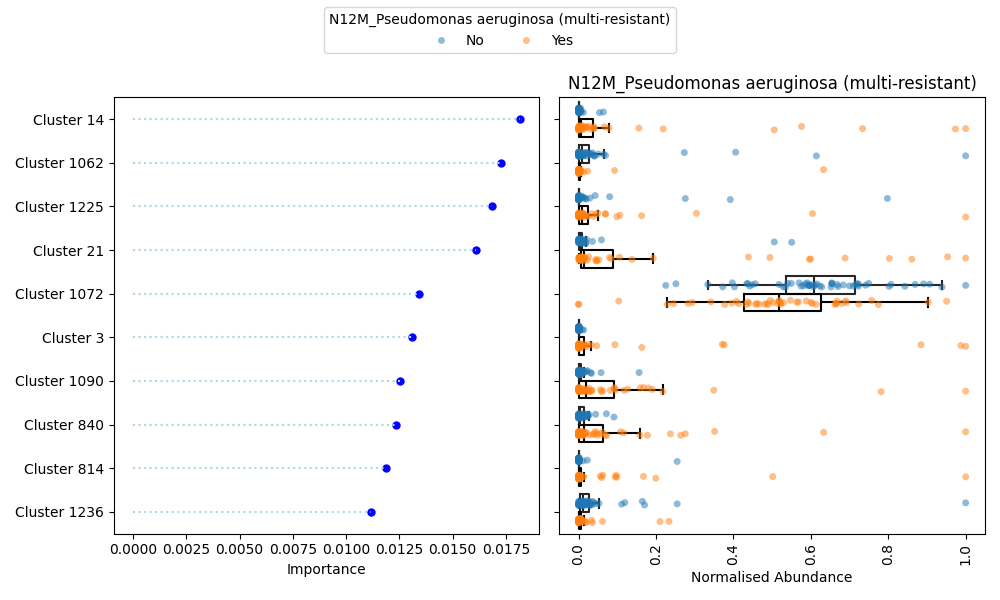 N12M_Pseudomonas aeruginosa (multi-resistant)
No Yes
N12M_Pseudomonas aeruginosa (multi-resistant)
Cluster 14
Cluster 1062
Cluster 1225
Cluster 21
Cluster 1072
Cluster 3
Cluster 1090
Cluster 840
Cluster 814
Cluster 1236
0.0000 0.0025 0.0050 0.0075 0.0100 0.0125 0.0150 0.0175
Importance
0.0 0.2 0.4 0.6 0.8 1.0
Normalised Abundance